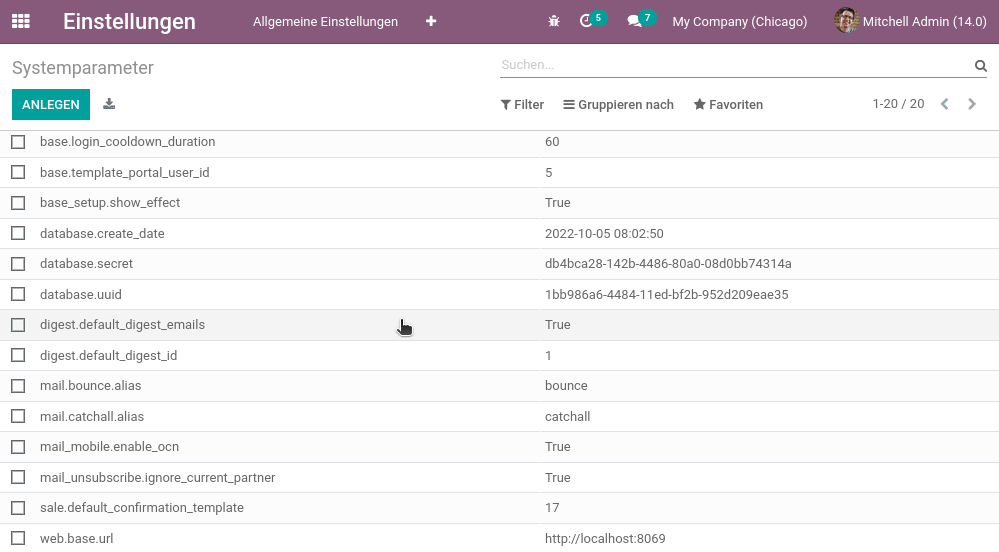 Einstellungen Allgemeine Einstellungen 5 7 My Company (Chicago) Mitchell Admin (14.0)
Systemparameter Suchen...
ANLEGEN Filter Gruppieren nach Favoriten 1-20 / 20
base.login_cooldown_duration 60
base.template_portal_user_id 5
base_setup.show_effect True
database.create_date 2022-10-05 08:02:50
database.secret db4bca28-142b-4486-80a0-08d0bb74314a
database.uuid 1bb986a6-4484-11ed-bf2b-952d209eae35
digest.default_digest_emails True
digest.default_digest_id 1
mail.bounce.alias bounce
mail.catchall.alias catchall
mail_mobile.enable_ocn True
mail_unsubscribe.ignore_current_partner True
sale.default_confirmation_template 17
web.base.url http://localhost:8069